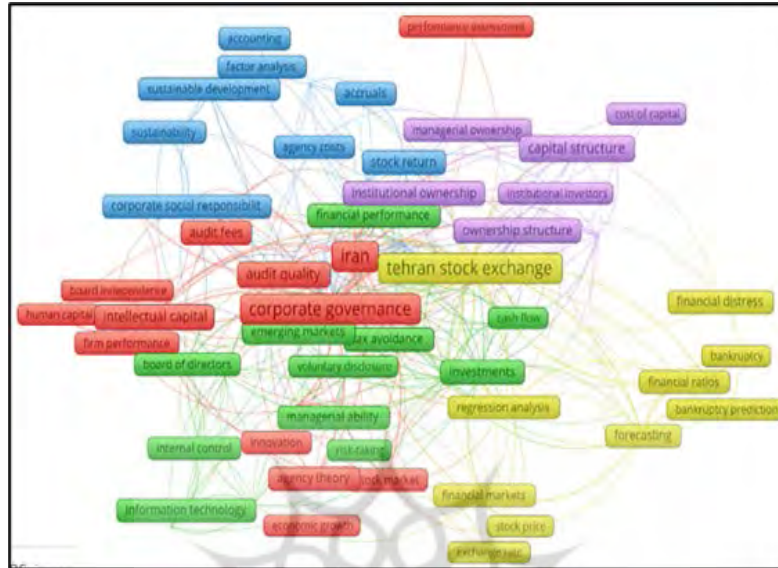 performance assessment
accounting
factor analysis
sustainable development
accruals
cost of capital
sustainability
managerial ownership
agency costs
capital structure
stock return
institutional ownership
institutional investors
corporate social responsibilit
financial performance
audit fees
ownership structure
iran
audit quality
tehran stock exchange
board independence
human capital
intellectual capital
corporate governance
financial distress
cash flow
firm performance
emerging markets
tax avoidance
board of directors
voluntary disclosure
investments
bankruptcy
financial ratios
regression analysis
bankruptcy prediction
managerial ability
internal control
innovation
risk-taking
forecasting
agency theory
stock market
information technology
financial markets
economic growth
stock price
exchange rate